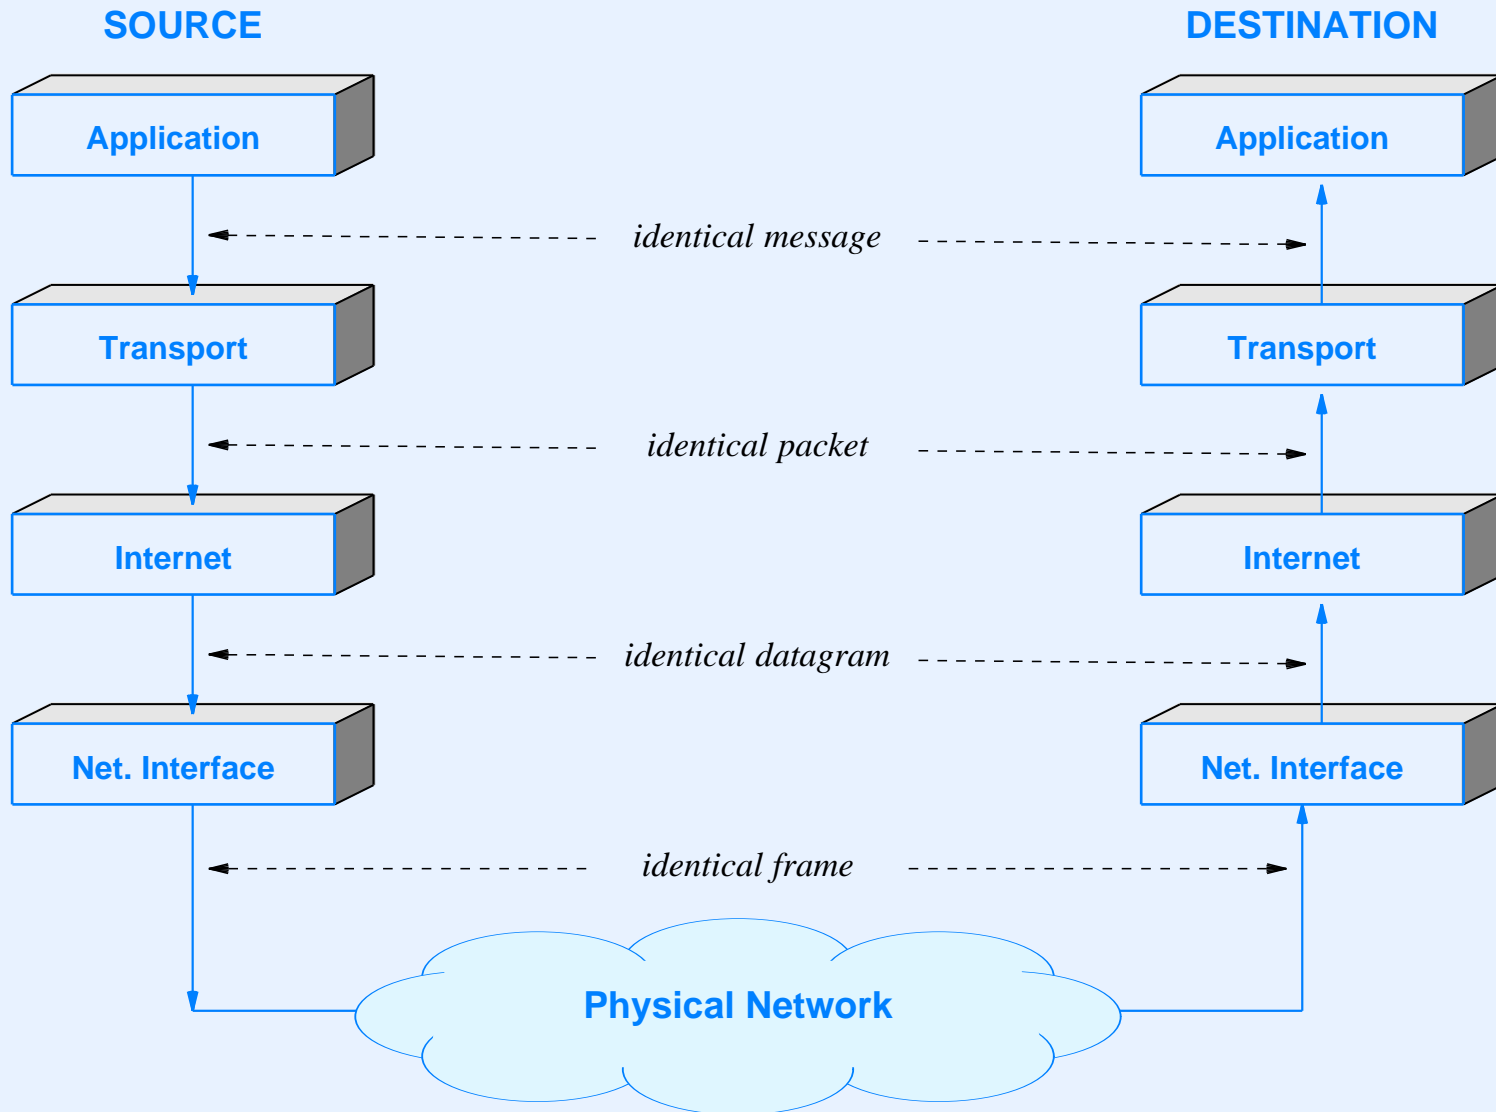 SOURCE
DESTINATION
Application
Application
identical message
Transport
Transport
identical packet
Internet
Internet
identical datagram
Net. Interface
Net. Interface
identical frame
Physical Network